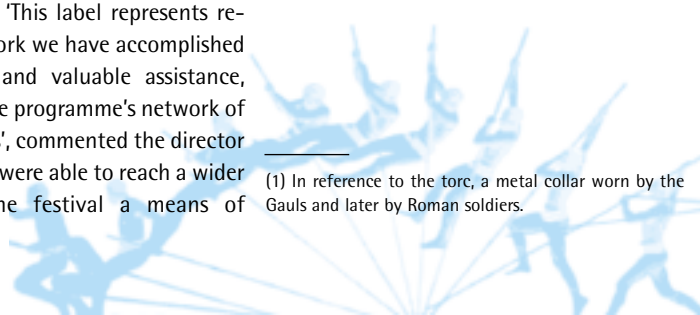 'This label represents re-
ork we have accomplished
and valuable assistance,
e programme's network of
', commented the director
were able to reach a wider
ne festival a means of
(1) In reference to the torc, a metal collar worn by the
Gauls and later by Roman soldiers.